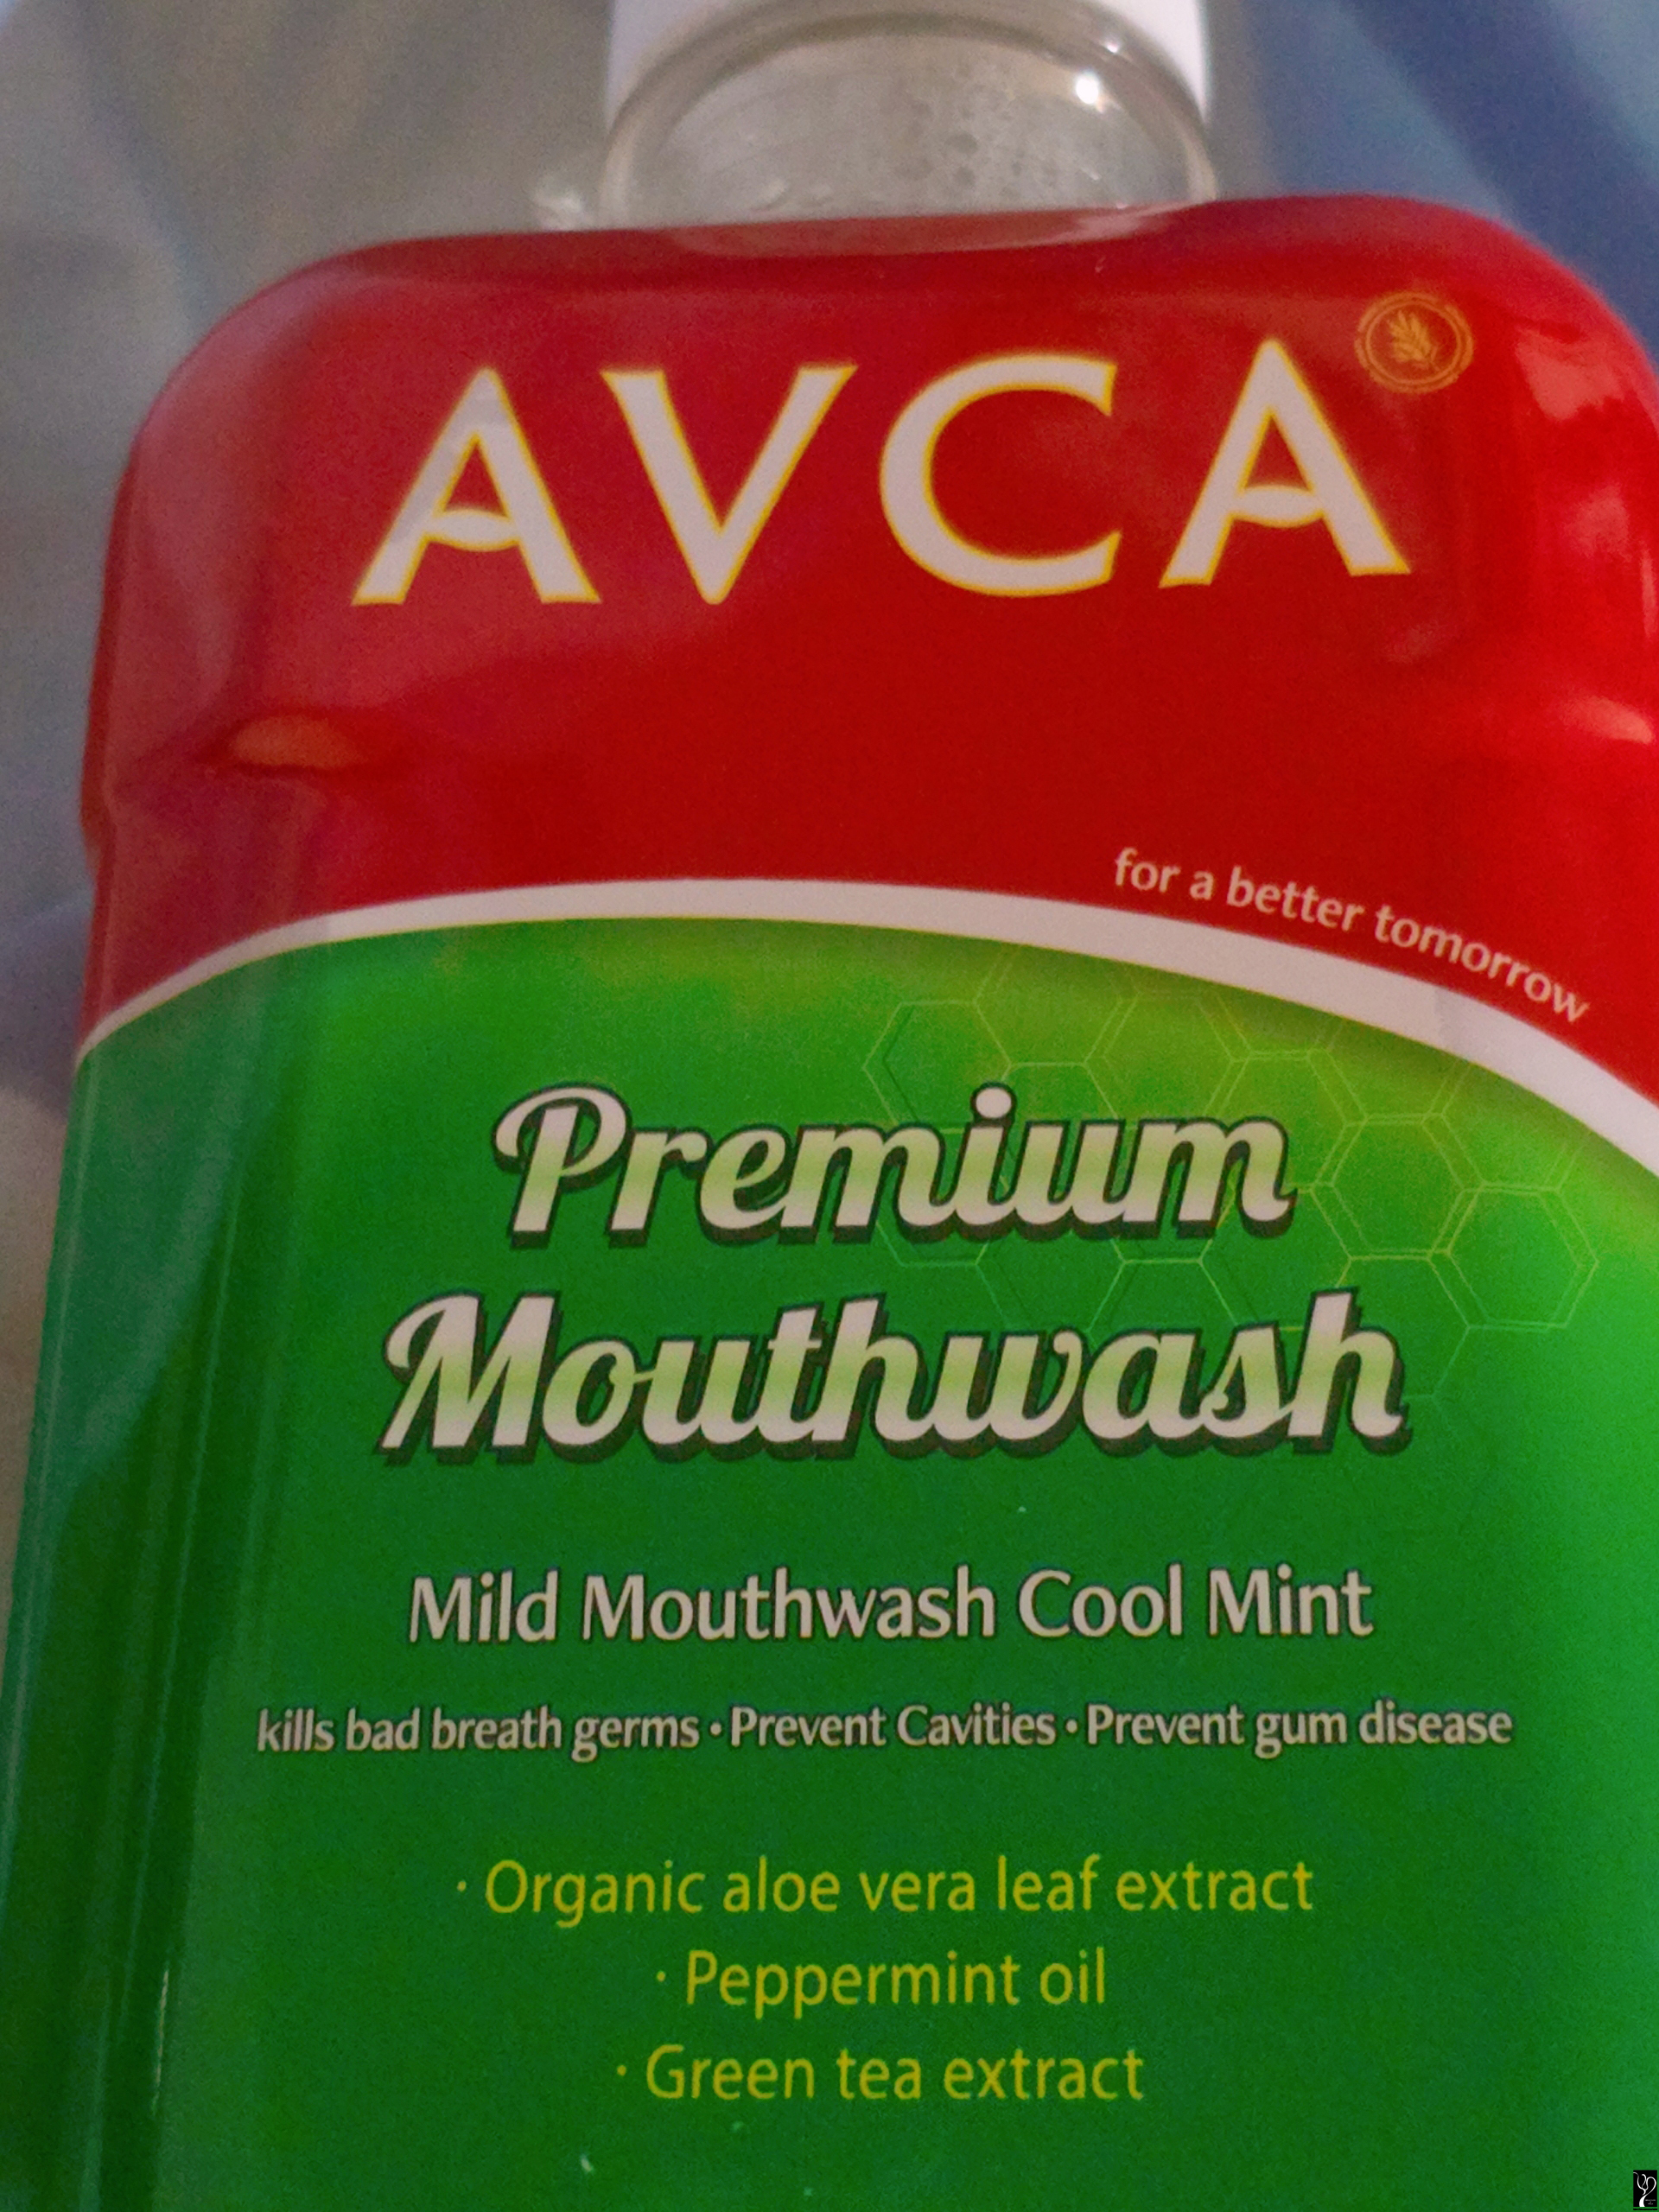 AVCA
for a better tomorrow
Premium
Mouthwash
Mild Mouthwash Cool Mint
kills bad breath germs • Prevent Cavities • Prevent gum disease
· Organic aloe vera leaf extract
· Peppermint oil
· Green tea extract